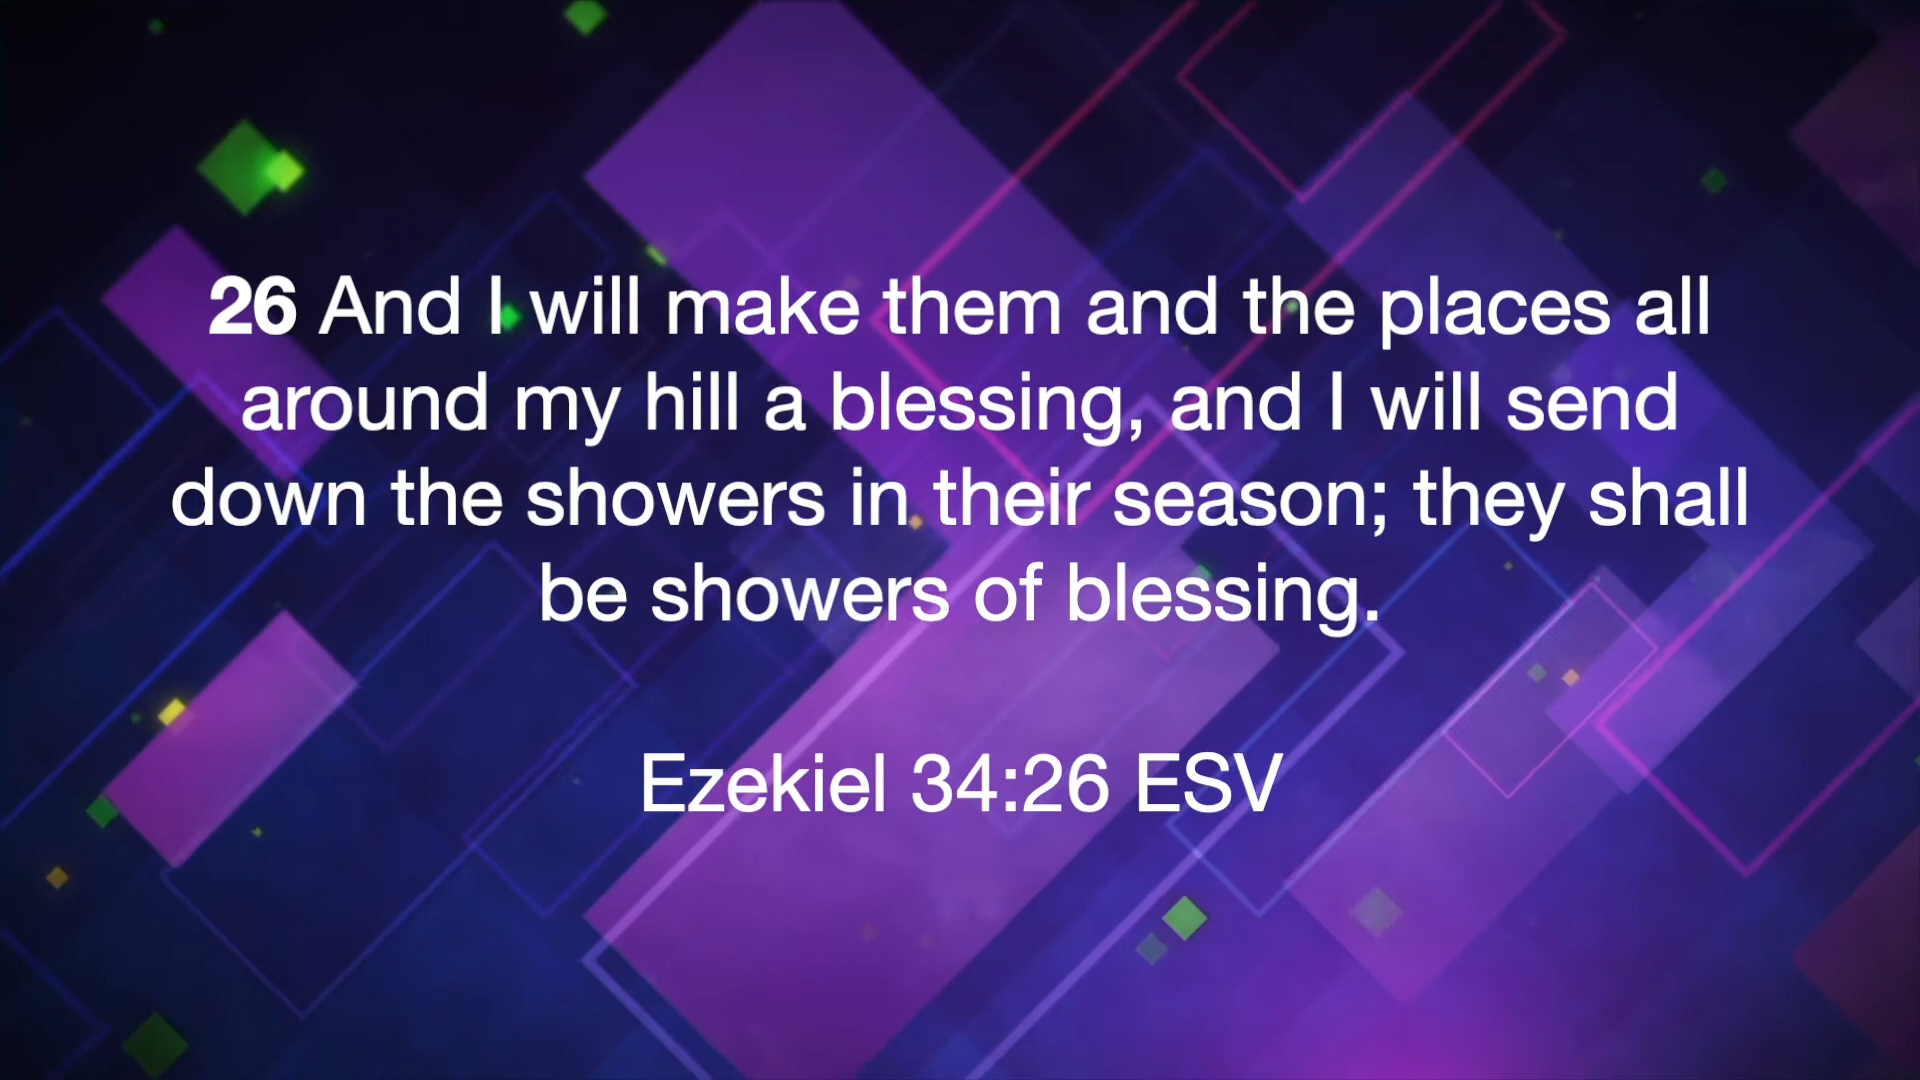 26 And I will make them and the places all
around my hill a blessing, and I will send
down the showers in their season; they shall
be showers of blessing.
Ezekiel 34:26 ESV